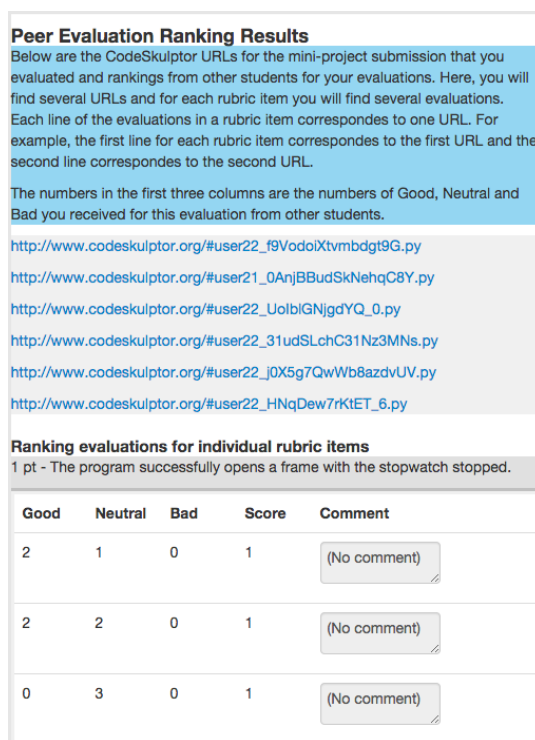 Peer Evaluation Ranking Results
Below are the CodeSkulptor URLs for the mini-project submission that you
evaluated and rankings from other students for your evaluations. Here, you will
find several URLs and for each rubric item you will find several evaluations.
Each line of the evaluations in a rubric item correspondes to one URL. For
example, the first line for each rubric item correspondes to the first URL and the
second line correspondes to the second URL.
The numbers in the first three columns are the numbers of Good, Neutral and
Bad you received for this evaluation from other students.
http://www.codeskulptor.org/#user22_f9VodoiXtvmbdgt9G.py
http://www.codeskulptor.org/#user21_0AnjBBudSkNehqC8Y.py
http://www.codeskulptor.org/#user22_UoIblGNjgdYQ_0.py
http://www.codeskulptor.org/#user22_31udSLchC31Nz3MNs.py
http://www.codeskulptor.org/#user22_j0X5g7QwWb8azdvUV.py
http://www.codeskulptor.org/#user22_HNqDew7rKtET_6.py
Ranking evaluations for individual rubric items
1 pt - The program successfully opens a frame with the stopwatch stopped.
Good Neutral Bad Score Comment
2 1 0 1 (No comment)
2 2 0 1 (No comment)
0 3 0 1 (No comment)